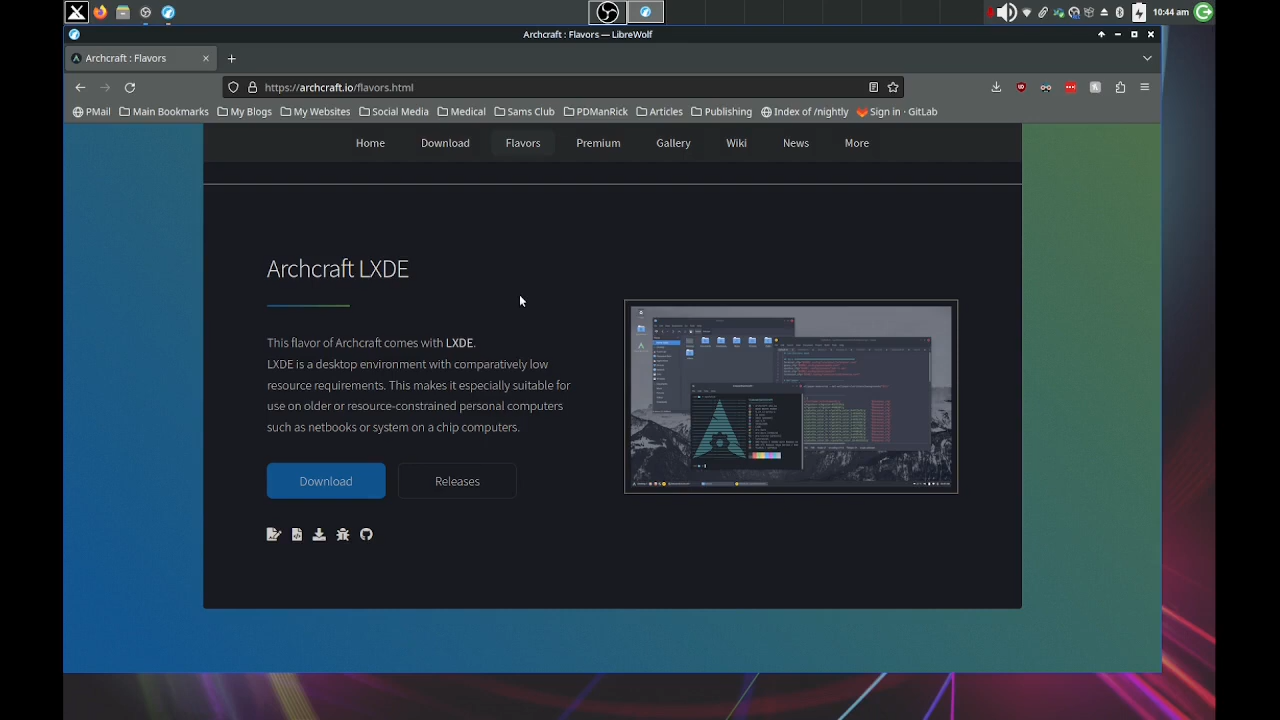 10:44 am
Archcraft : Flavors — LibreWolf
Archcraft : Flavors
https://archcraft.io/flavors.html
PMail Main Bookmarks My Blogs My Websites Social Media Medical Sams Club PDManRick Articles Publishing Index of /nightly Sign in · GitLab
Home Download Flavors Premium Gallery Wiki News More
Archcraft LXDE
This flavor of Archcraft comes with LXDE.
LXDE is a desktop environment with comparatively low
resource requirements. This makes it especially suitable for
use on older or resource-constrained personal computers
such as netbooks or system on a chip computers.
Download Releases